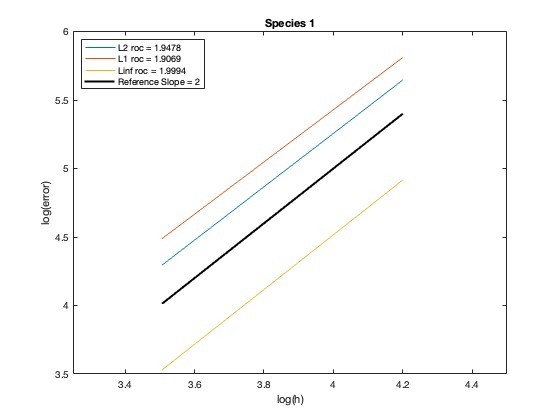 Species 1
L2 roc = 1.9478
L1 roc = 1.9069
Linf roc = 1.9994
Reference Slope = 2
6
5.5
5
4.5
4
3.5
log(error)
3.4
3.6
3.8
4
4.2
4.4
log(h)